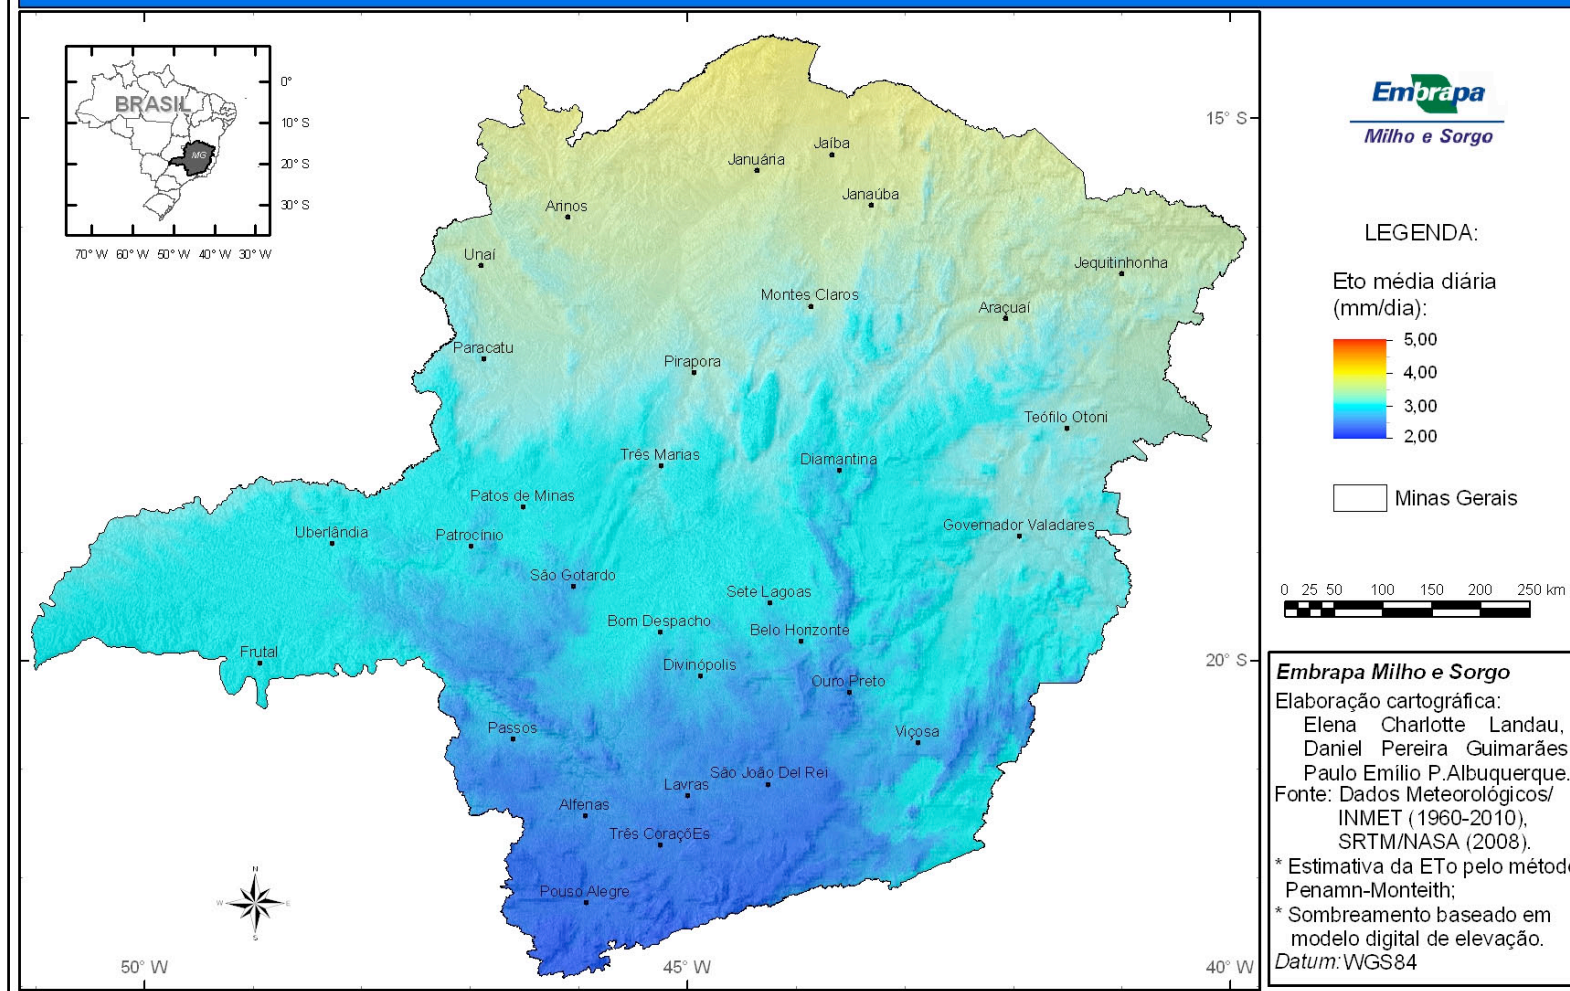 BRASIL
MG
0°
10° S
20° S
30° S
70° W 60° W 50° W 40° W 30° W
Embrapa
Milho e Sorgo
15° S
20° S
50° W
45° W
40° W
Jaíba
Januária
Janaúba
Arinos
Unaí
Jequitinhonha
Montes Claros
Araçuaí
Paracatu
Pirapora
Teófilo Otoni
Três Marias
Diamantina
Patos de Minas
Uberlândia
Patrocínio
Governador Valadares
São Gotardo
Sete Lagoas
Bom Despacho
Belo Horizonte
Frutal
Divinópolis
Ouro Preto
Passos
Viçosa
São João Del Rei
Lavras
Alfenas
Três CoraçõEs
Pouso Alegre
N
W
E
S
LEGENDA:
Eto média diária
(mm/dia):
5,00
4,00
3,00
2,00
Minas Gerais
0 25 50 100 150 200 250 km
Embrapa Milho e Sorgo
Elaboração cartográfica:
Elena Charlotte Landau,
Daniel Pereira Guimarães
Paulo Emílio P.Albuquerque.
Fonte: Dados Meteorológicos/
INMET (1960-2010),
SRTM/NASA (2008).
* Estimativa da ETo pelo método
Penamn-Monteith;
* Sombreamento baseado em
modelo digital de elevação.
Datum: WGS84